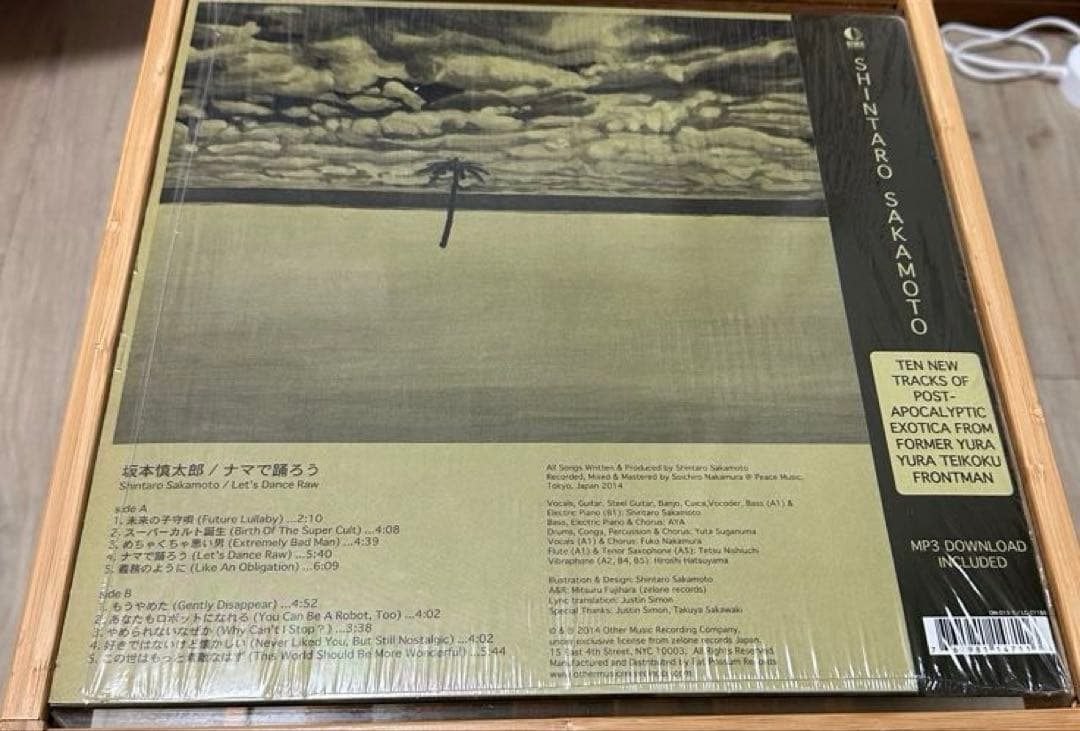 SHINTARO SAKAMOTO
TEN NEW
TRACKS OF
POST-
APOCALYPTIC
EXOTICA FROM
FORMER YURA
YURA TEIKOKU
FRONTMAN
MP3 DOWNLOAD
INCLUDED
坂本慎太郎 / ナマで踊ろう
Shintaro Sakamoto / Let's Dance Raw
side A
1. 未来の子守唄 (Future Lullaby) ...2:10
2. スーパーカルト誕生 (Birth Of The Super Cult) ...4:08
3. めちゃくちゃ悪い男 (Extremely Bad Man) ...4:39
4. ナマで踊ろう (Let's Dance Raw) ...5:40
5. 義務のように (Like An Obligation) ...6:09
side B
1. もうやめた (Gently Disappear) ...4:52
2. あなたもロボットになれる (You Can Be A Robot, Too) ...4:02
3. やめられないなぜか (Why Can't I Stop?) ...3:38
4. 好きではないけど懐かしい (Never Liked You, But Still Nostalgic) ...4:02
5. この世はもっと素敵なはず (This World Should Be More Wonderful) ...5:44
All Songs Written & Produced by Shintaro Sakamoto
Recorded, Mixed & Mastered by Soichiro Nakamura @ Peace Music,
Tokyo, Japan 2014
Vocals, Guitar, Steel Guitar, Banjo, Cuica, Vocoder, Bass (A1) &
Electric Piano (B1): Shintaro Sakamoto
Bass, Electric Piano & Chorus: AYA
Drums, Conga, Percussion & Chorus: Yuta Suganuma
Vocals (A1) & Chorus: Fuko Nakamura
Flute (A1) & Tenor Saxophone (A5): Tetsu Nishiuchi
Vibraphone (A2, B4, B5): Hiroshi Hatsuyama
Illustration & Design: Shintaro Sakamoto
A&R: Mitsuru Fujihara (zelone records)
Lyric translation: Justin Simon
Special Thanks: Justin Simon, Takuya Sakawaki
℗ & © 2014 Other Music Recording Company,
under exclusive license from zelone records Japan.
15 East 4th Street, NYC 10003. All Rights Reserved.
Manufactured and Distributed by Fat Possum Records